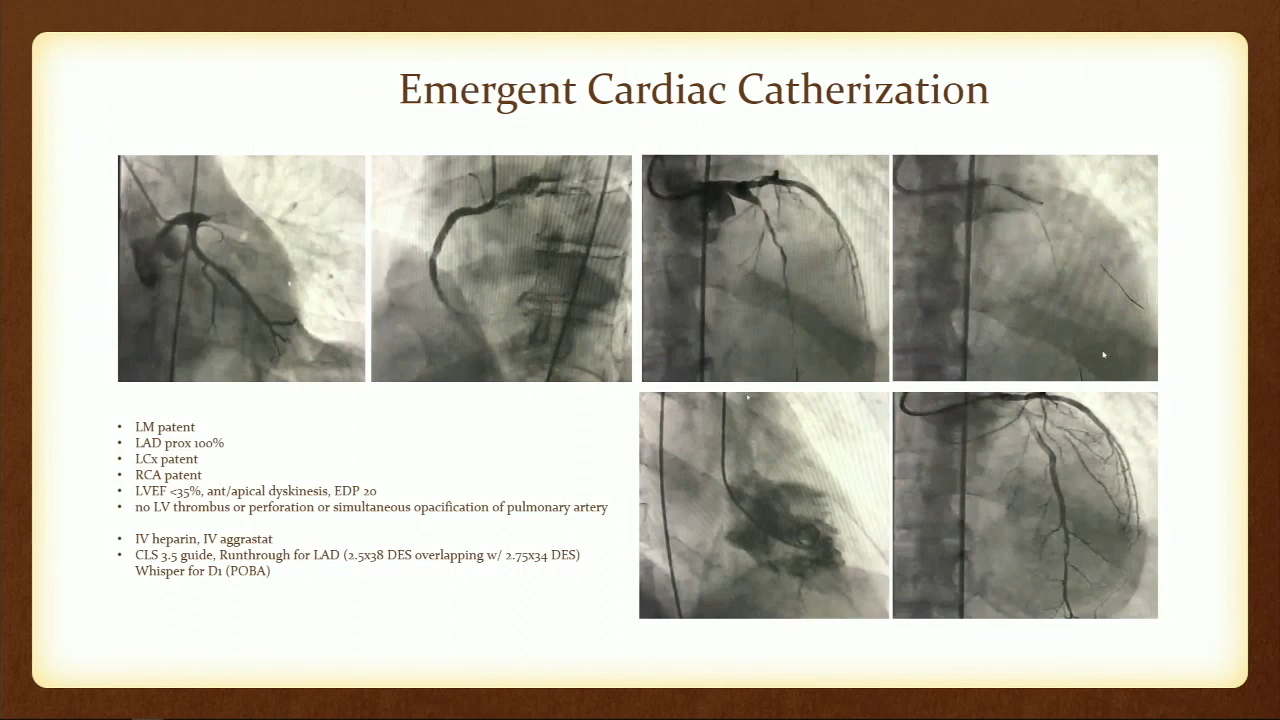 Emergent Cardiac Catherization
• LM patent
• LAD prox 100%
• LCx patent
• RCA patent
• LVEF <35%, ant/apical dyskinesis, EDP 20
• no LV thrombus or perforation or simultaneous opacification of pulmonary artery
• IV heparin, IV aggrastat
• CLS 3.5 guide, Runthrough for LAD (2.5x38 DES overlapping w/ 2.75x34 DES)
Whisper for D1 (POBA)